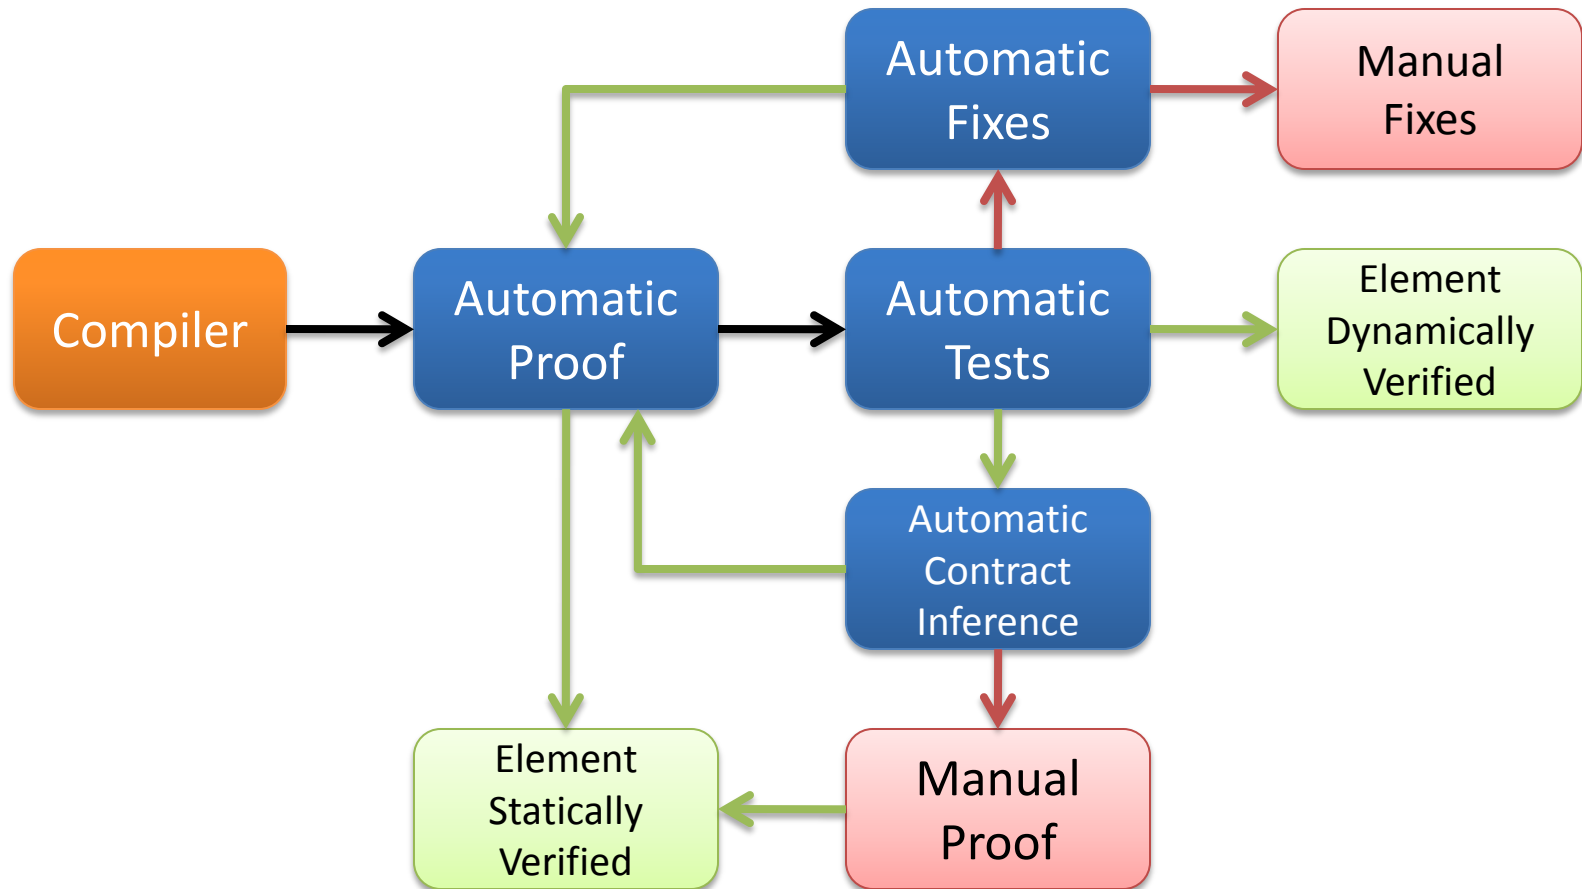 Automatic
Fixes
Manual
Fixes
Compiler
Automatic
Proof
Automatic
Tests
Element
Dynamically
Verified
Automatic
Contract
Inference
Element
Statically
Verified
Manual
Proof